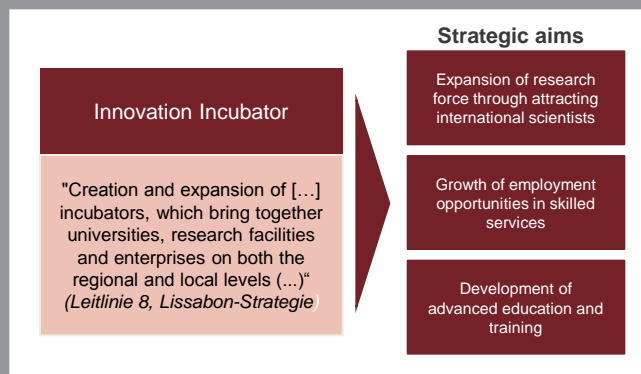 Strategic aims
Innovation Incubator
"Creation and expansion of […]
incubators, which bring together
universities, research facilities
and enterprises on both the
regional and local levels (...)“
(Leitlinie 8, Lissabon-Strategie)
Expansion of research
force through attracting
international scientists
Growth of employment
opportunities in skilled
services
Development of
advanced education and
training